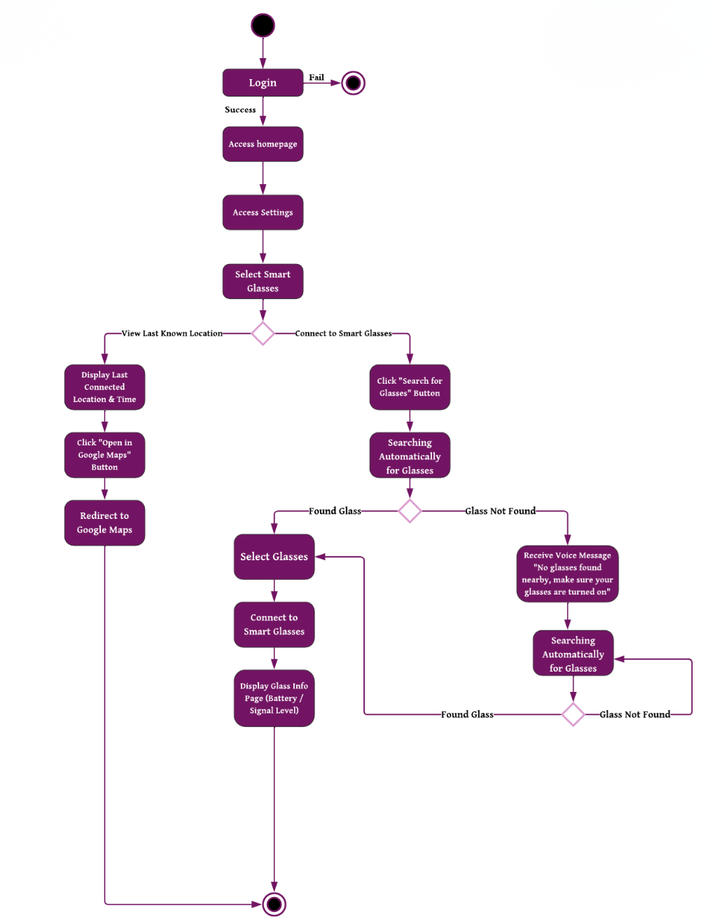 Login
Fail
Success
Access homepage
Access Settings
Select Smart
Glasses
View Last Known Location
Connect to Smart Glasses
Display Last
Connected
Location & Time
Click "Search for
Glasses" Button
Click "Open in
Google Maps"
Button
Searching
Automatically
for Glasses
Redirect to
Google Maps
Found Glass
Glass Not Found
Select Glasses
Receive Voice Message
"No glasses found
nearby, make sure your
glasses are turned on"
Connect to
Smart Glasses
Searching
Automatically
for Glasses
Display Glass Info
Page (Battery /
Signal Level)
Found Glass
Glass Not Found